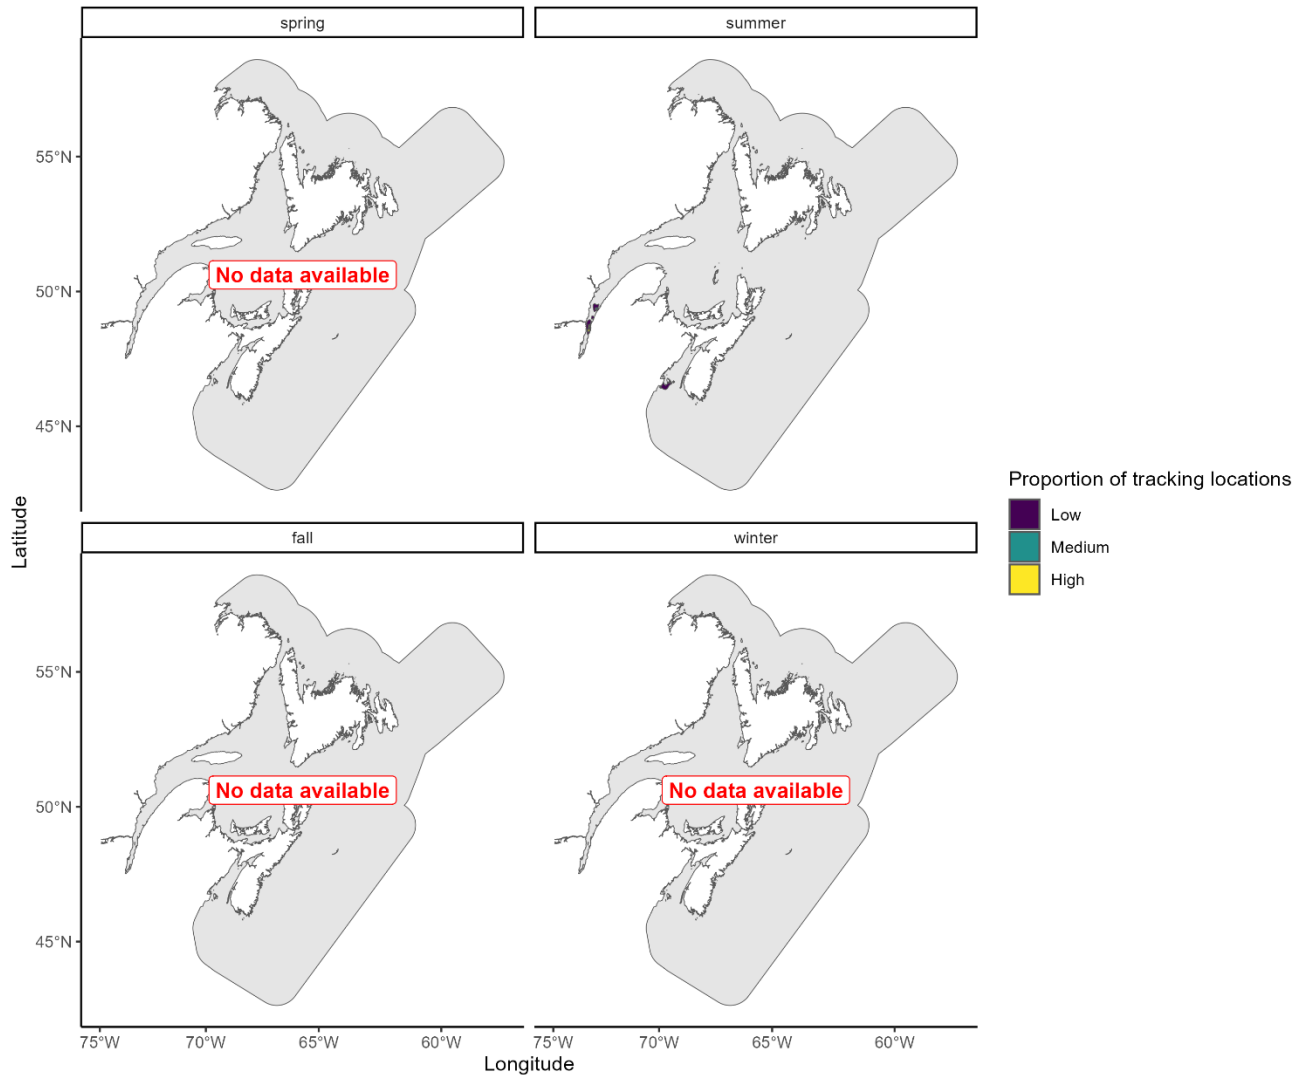 spring
summer
55°N
50°N
45°N
No data available
Latitude
Proportion of tracking locations
Low
Medium
High
fall
winter
55°N
50°N
45°N
No data available
No data available
75°W
70°W
65°W
60°W
75°W
70°W
65°W
60°W
Longitude